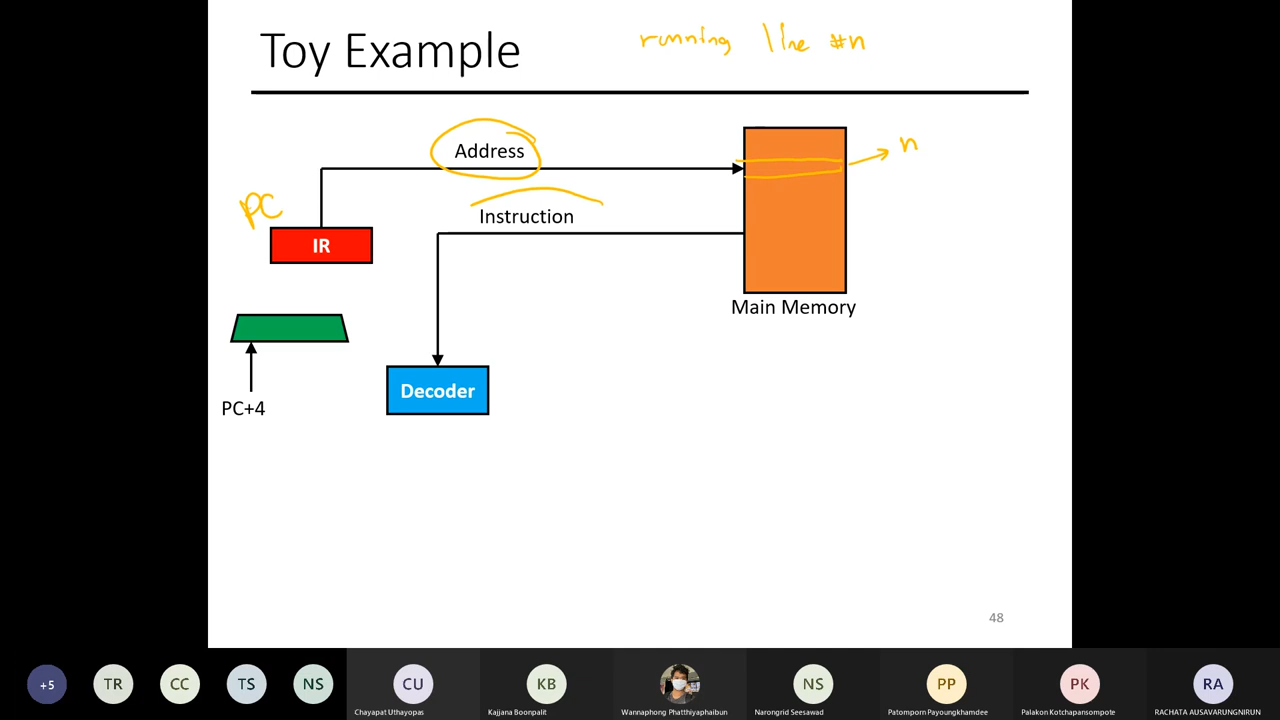 Toy Example
running line #n
Address
n
PC
Instruction
IR
Main Memory
Decoder
PC+4
48
+5
TR
CC
TS
NS
CU
KB
NS
PP
PK
RA
Chayapat Uthayopas
Kajjana Boonpalit
Wannaphong Phatthiyaphaibun
Narongrid Seesawad
Patomporn Payoungkhamdee
Palakon Kotchapansompote
RACHATA AUSAVARUNGNIRUN